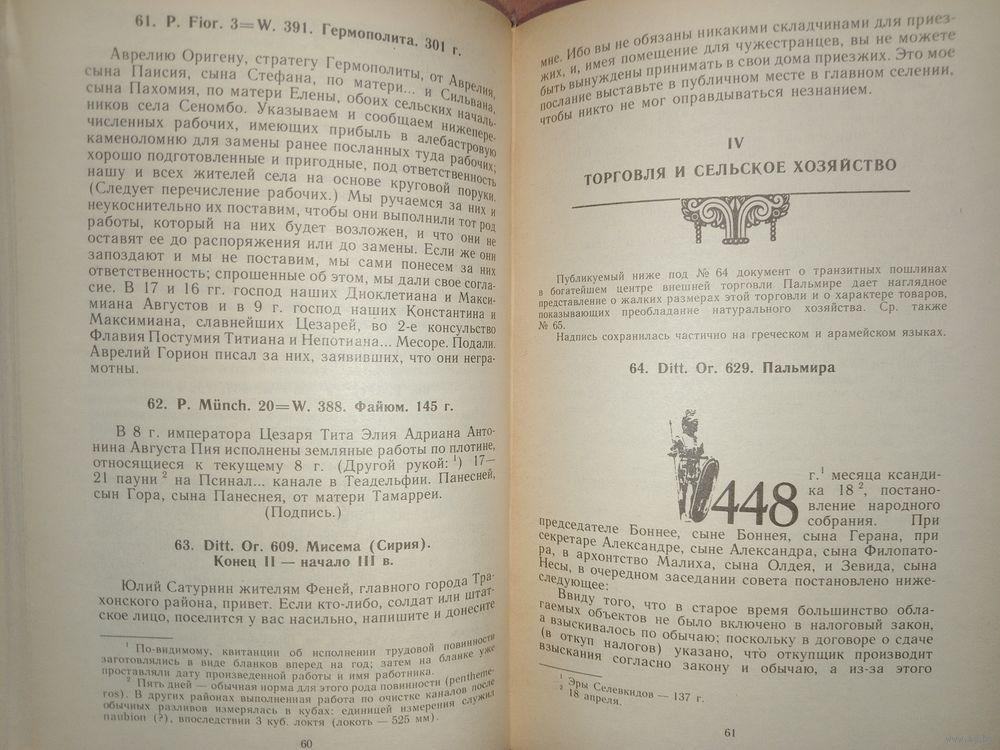 61. P. Fior. 3=W. 391. Гермополита. 301 г.
Аврелию Оригену, стратегу Гермополиты, от Аврелия,
сына Паисия, сына Стефана, по матери... и Сильвана,
сына Пахомия, по матери Елены, обоих сельских началь-
ников села Сеномбо. Указываем и сообщаем нижепере-
численных рабочих, имеющих прибыль в алебастровую
каменоломню для замены ранее посланных туда рабочих;
хорошо подготовленные и пригодные, под ответственность
нашу и всех жителей села на основе круговой поруки.
(Следует перечисление рабочих.) Мы ручаемся за них и
неукоснительно их поставим, чтобы они выполнили тот род
работы, который на них будет возложен, и что они не
оставят ее до распоряжения или до замены. Если же они
запоздают и мы не поставим, мы сами понесем за них
ответственность; спрошенные об этом, мы дали свое согла-
сие. В 17 и 16 гг. господ наших Диоклетиана и Макси-
миана Августов и в 9 г. господ наших Константина и
Максимиана, славнейших Цезарей, во 2-е консульство
Флавия Постумия Титиана и Непотиана... Месоре. Подали.
Аврелий Горион писал за них, заявивших, что они негра-
мотны.
62. P. Münch. 20=W. 388. Файюм. 145 г.
В 8 г. императора Цезаря Тита Элия Адриана Анто-
нина Августа Пия исполнены земляные работы по плотине,
относящиеся к текущему 8 г. (Другой рукой: ¹) 17—
21 пауни ² на Псинал... канале в Теадельфии. Панесней,
сын Гора, сына Панеснея, от матери Тамарреи.
(Подпись.)
63. Ditt. Or. 609. Мисема (Сирия).
Конец II — начало III в.
Юлий Сатурнин жителям Феней, главного города Тра-
хонского района, привет. Если кто-либо, солдат или штат-
ское лицо, поселится у вас насильно, напишите и донесите
¹ По-видимому, квитанции об исполнении трудовой повинности
заготовлялись в виде бланков вперед на год; затем на бланке уже
проставляли дату произведенной работы и имя работника.
² Пять дней — обычная норма для этого рода повинности (pentheme-
ros). В других районах выполненная работа по очистке каналов после
обычных разливов измерялась в кубах: единицей измерения служил
naubion (?), впоследствии 3 куб. локтя (локоть — 525 мм).
60
мне. Ибо вы не обязаны никакими складчинами для приез-
жих, и, имея помещение для чужестранцев, вы не можете
быть вынуждены принимать в свои дома приезжих. Это мое
послание выставьте в публичном месте в главном селении,
чтобы никто не мог оправдываться незнанием.
IV
ТОРГОВЛЯ И СЕЛЬСКОЕ ХОЗЯЙСТВО
Публикуемый ниже под № 64 документ о транзитных пошлинах
в богатейшем центре внешней торговли Пальмире дает наглядное
представление о жалких размерах этой торговли и о характере товаров,
показывающих преобладание натурального хозяйства. Ср. также
№ 65.
Надпись сохранилась частично на греческом и арамейском языках.
64. Ditt. Or. 629. Пальмира
448 г.¹ месяца ксанди-
ка 18 ², постано-
вление народного
собрания. При
председателе Боннее, сыне Боннея, сына Герана, при
секретаре Александре, сыне Александра, сына Филопато-
ра, в архонтство Малиха, сына Олдея, и Зевида, сына
Несы, в очередном заседании совета постановлено ниже-
следующее:
Ввиду того, что в старое время большинство обла-
гаемых объектов не было включено в налоговый закон,
а взыскивалось по обычаю; поскольку в договоре о сдаче
(в откуп налогов) указано, что откупщик производит
взыскания согласно закону и обычаю, а из-за этого
¹ Эры Селевкидов — 137 г.
² 18 апреля.
61